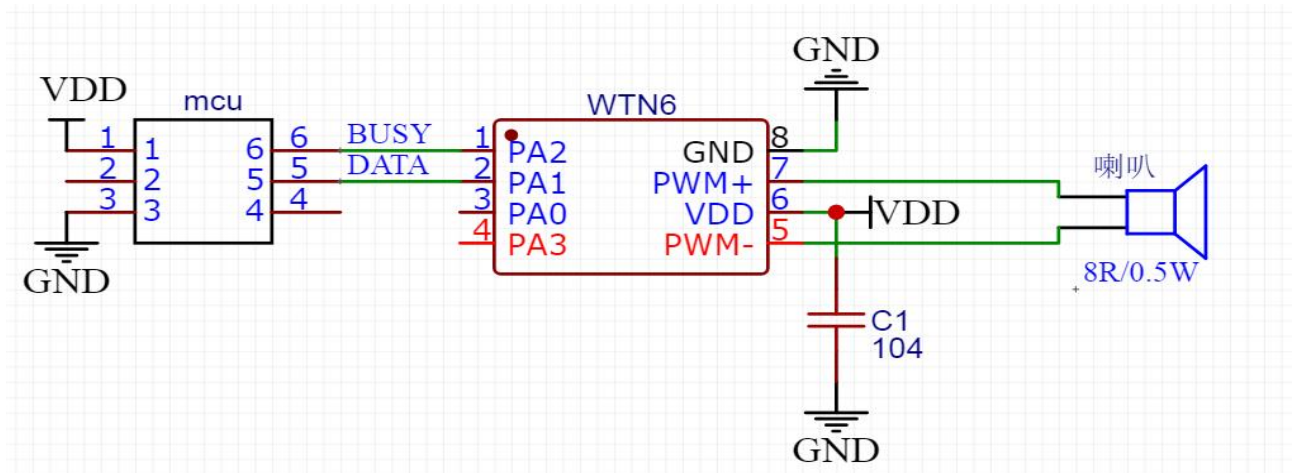 GND
VDD
mcu
WTN6
1 1 6 6 BUSY 1 PA2 GND 8
2 2 5 5 DATA 2 PA1 PWM+ 7 喇叭
3 3 4 4 3 PA0 VDD 6 VDD
4 PA3 PWM- 5
GND
8R/0.5W
C1
104
GND